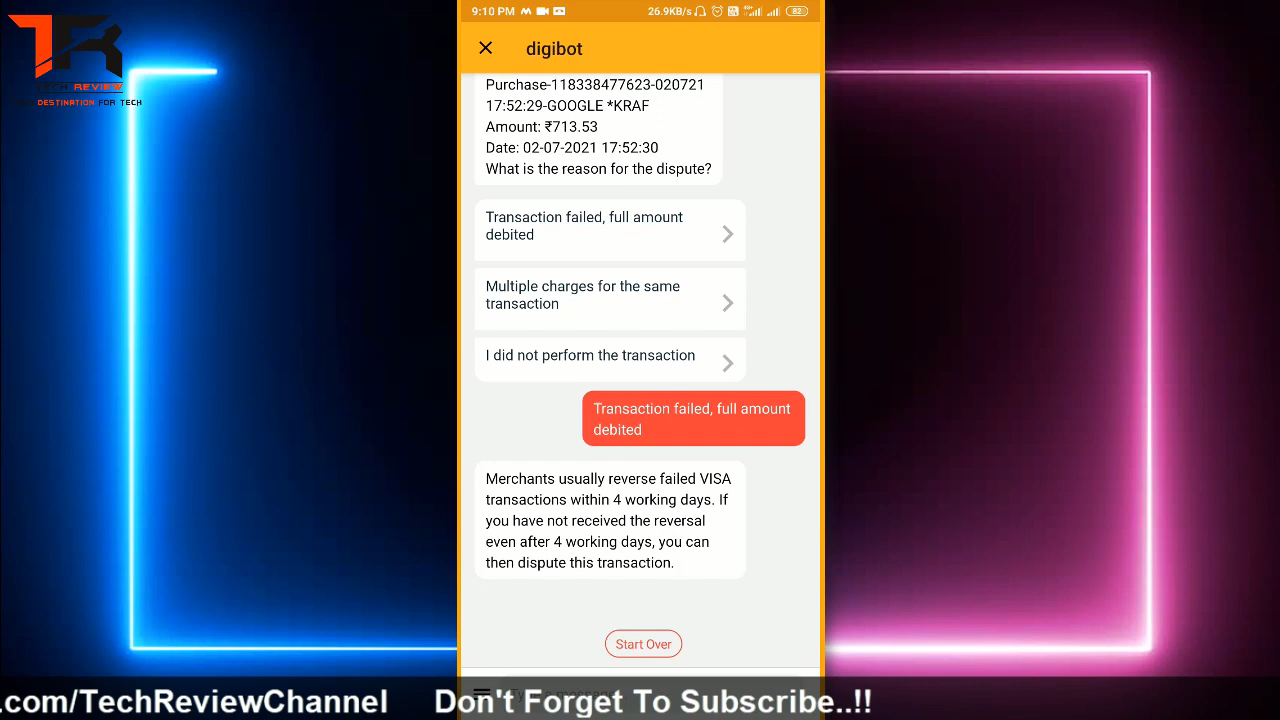 TECH REVIEW
DESTINATION FOR TECH
9:10 PM
26.9KB/s
4G+
82
digibot
Purchase-118338477623-020721
17:52:29-GOOGLE *KRAF
Amount: ₹713.53
Date: 02-07-2021 17:52:30
What is the reason for the dispute?
Transaction failed, full amount
debited
Multiple charges for the same
transaction
I did not perform the transaction
Transaction failed, full amount
debited
Merchants usually reverse failed VISA
transactions within 4 working days. If
you have not received the reversal
even after 4 working days, you can
then dispute this transaction.
Start Over
.com/TechReviewChannel Don't Forget To Subscribe..!!